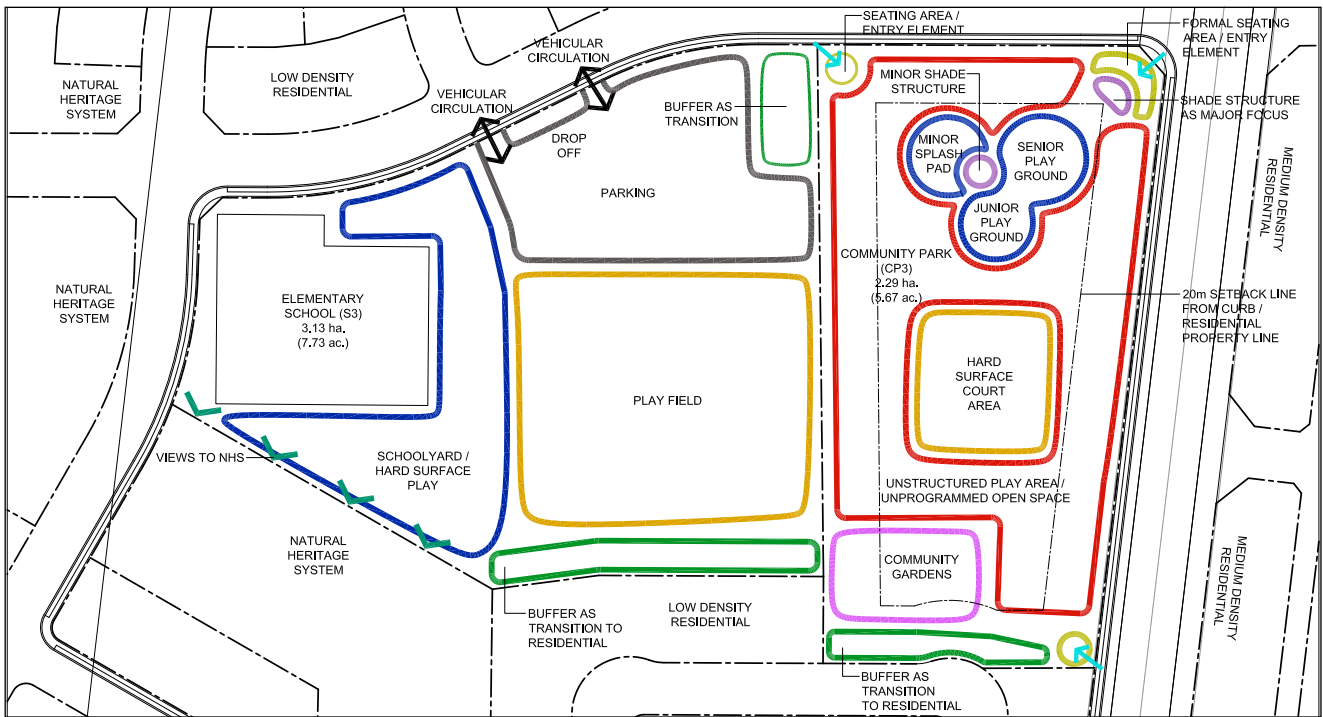 SEATING AREA /
ENTRY ELEMENT
FORMAL SEATING
AREA / ENTRY
ELEMENT
VEHICULAR
CIRCULATION
NATURAL
HERITAGE
SYSTEM
LOW DENSITY
RESIDENTIAL
VEHICULAR
CIRCULATION
MINOR SHADE
STRUCTURE
BUFFER AS
TRANSITION
SHADE STRUCTURE
AS MAJOR FOCUS
DROP
OFF
MINOR
SPLASH
PAD
SENIOR
PLAY
GROUND
PARKING
JUNIOR
PLAY
GROUND
MEDIUM DENSITY
RESIDENTIAL
COMMUNITY PARK
(CP3)
2.29 ha.
(5.67 ac.)
NATURAL
HERITAGE
SYSTEM
ELEMENTARY
SCHOOL (S3)
3.13 ha.
(7.73 ac.)
20m SETBACK LINE
FROM CURB /
RESIDENTIAL
PROPERTY LINE
HARD
SURFACE
COURT
AREA
PLAY FIELD
VIEWS TO NHS
SCHOOLYARD /
HARD SURFACE
PLAY
UNSTRUCTURED PLAY AREA /
UNPROGRAMMED OPEN SPACE
NATURAL
HERITAGE
SYSTEM
COMMUNITY
GARDENS
MEDIUM DENSITY
RESIDENTIAL
BUFFER AS
TRANSITION TO
RESIDENTIAL
LOW DENSITY
RESIDENTIAL
BUFFER AS
TRANSITION
TO RESIDENTIAL